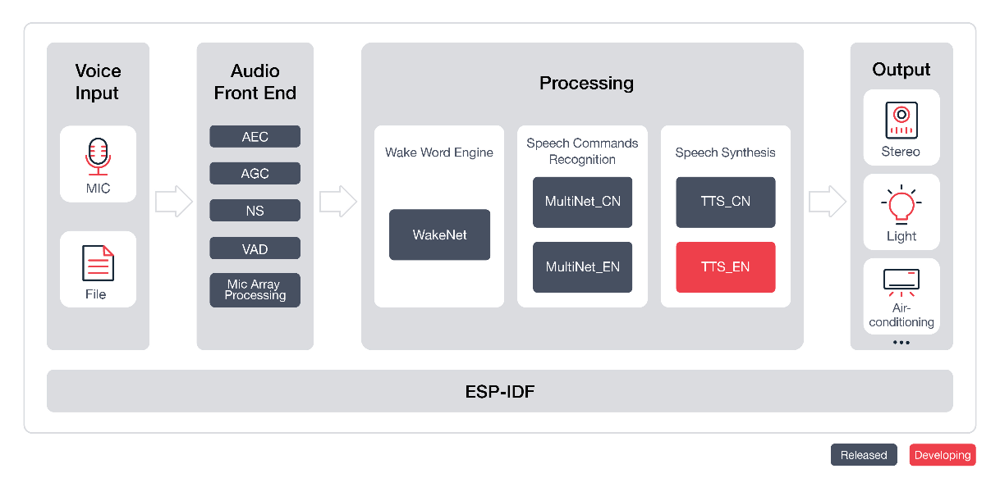 Voice
Input
MIC
File
Audio
Front End
AEC
AGC
NS
VAD
Mic Array
Processing
Processing
Wake Word Engine
WakeNet
Speech Commands
Recognition
MultiNet_CN
MultiNet_EN
Speech Synthesis
TTS_CN
TTS_EN
Output
Stereo
Light
Air-
conditioning
•••
ESP-IDF
Released
Developing